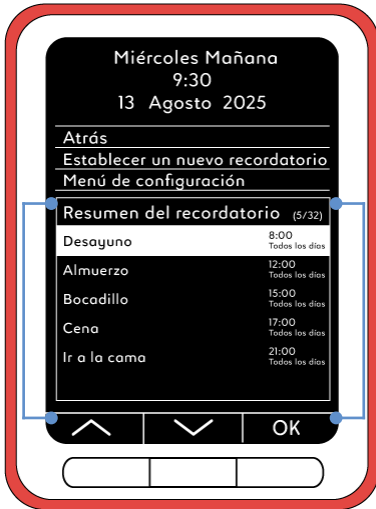 Miércoles Mañana
9:30
13 Agosto 2025
Atrás
Establecer un nuevo recordatorio
Menú de configuración
Resumen del recordatorio (5/32)
Desayuno 8:00
Todos los días
Almuerzo 12:00
Todos los días
Bocadillo 15:00
Todos los días
Cena 17:00
Todos los días
Ir a la cama 21:00
Todos los días
OK